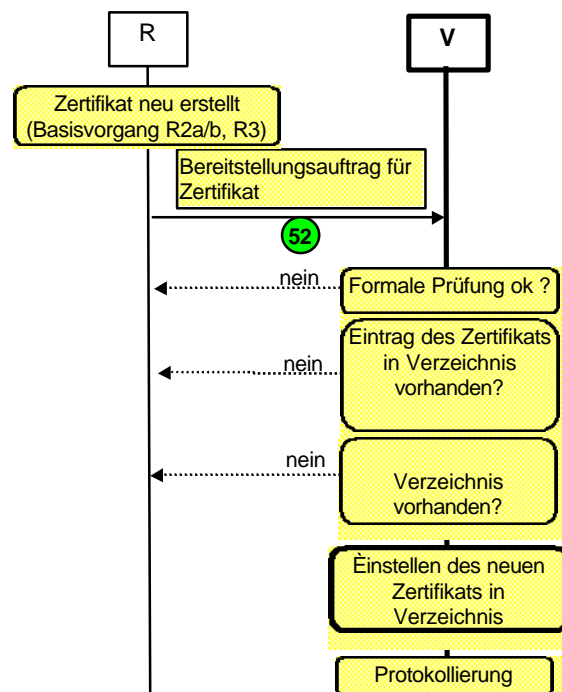 R
V
Zertifikat neu erstellt
(Basisvorgang R2a/b, R3)
Bereitstellungsauftrag für
Zertifikat
52
nein
Formale Prüfung ok ?
Eintrag des Zertifikats
in Verzeichnis
vorhanden?
nein
nein
Verzeichnis
vorhanden?
Èinstellen des neuen
Zertifikats in
Verzeichnis
Protokollierung